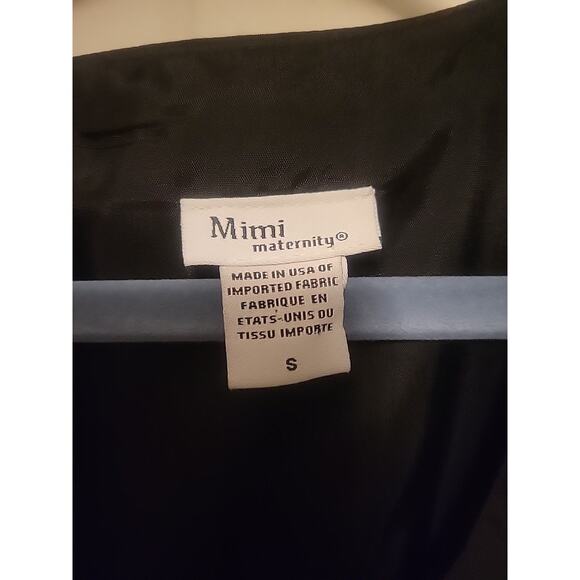 Mimi
maternity®
MADE IN USA OF
IMPORTED FABRIC
FABRIQUE EN
ETATS-UNIS DU
TISSU IMPORTE
S